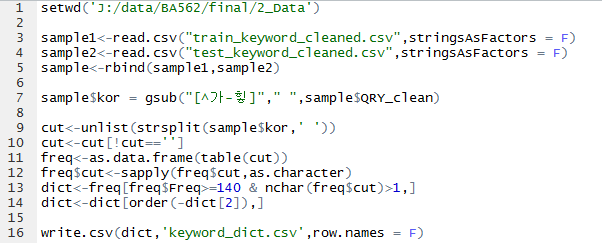 1 setwd('J:/data/BA562/final/2_Data')
2
3 sample1<-read.csv("train_keyword_cleaned.csv",stringsAsFactors = F)
4 sample2<-read.csv("test_keyword_cleaned.csv",stringsAsFactors = F)
5 sample<-rbind(sample1,sample2)
6
7 sample$kor = gsub("[^가-힣]"," ",sample$QRY_clean)
8
9 cut<-unlist(strsplit(sample$kor,' '))
10 cut<-cut[!cut=='']
11 freq<-as.data.frame(table(cut))
12 freq$cut<-sapply(freq$cut,as.character)
13 dict<-freq[freq$Freq>=140 & nchar(freq$cut)>1,]
14 dict<-dict[order(-dict[2]),]
15
16 write.csv(dict,'keyword_dict.csv',row.names = F)